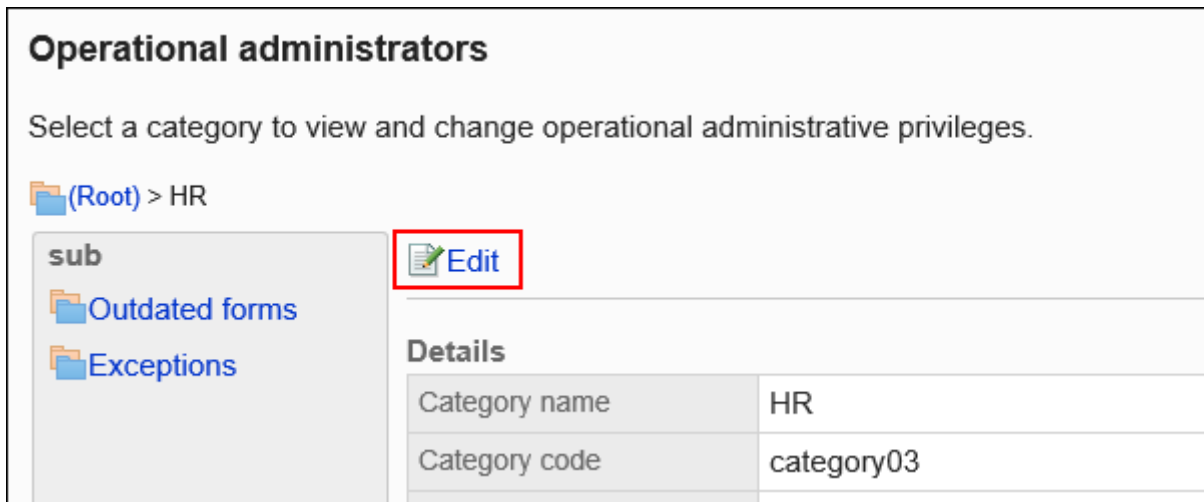 Operational administrators
Select a category to view and change operational administrative privileges.
(Root) > HR
sub
Outdated forms
Exceptions
Edit
Details
Category name HR
Category code category03